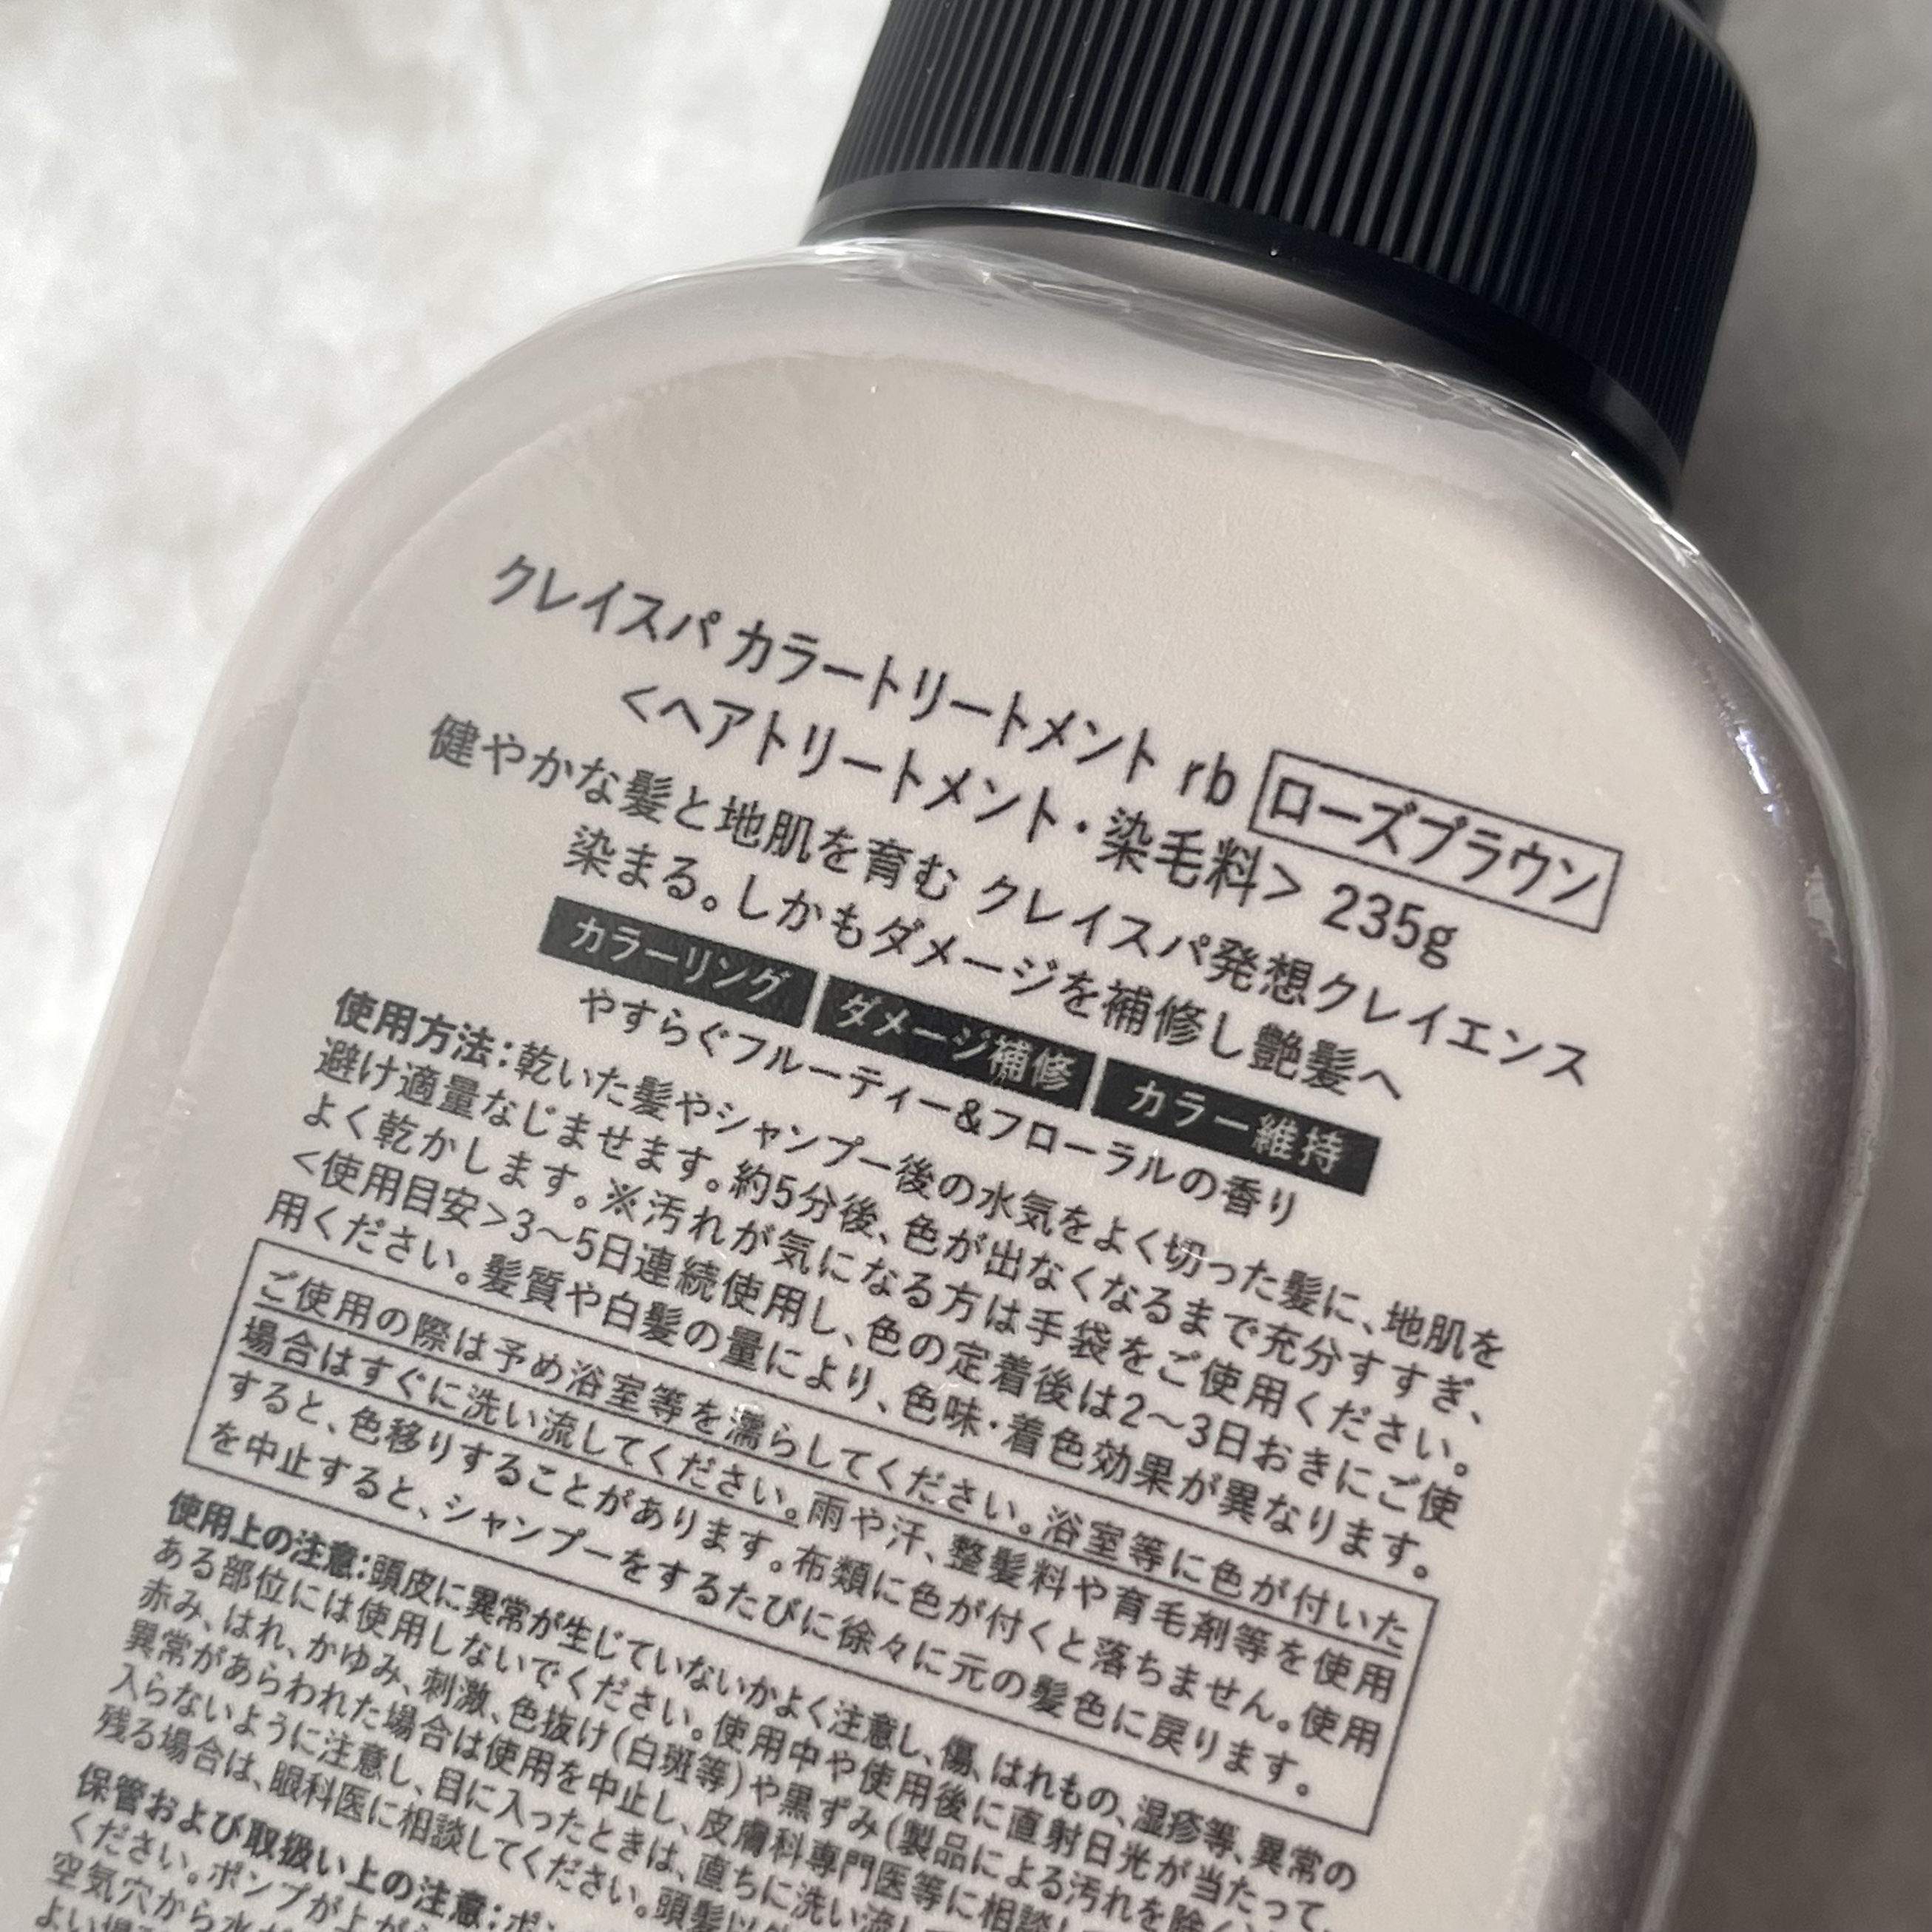 クレイスパ カラートリートメント rb ローズブラウン
<ヘアトリートメント・染毛料> 235g
健やかな髪と地肌を育む クレイスパ発想クレイエンス
染まる。しかもダメージを補修し艶髪へ
カラーリング ダメージ補修 カラー維持
やすらぐフルーティー&フローラルの香り
使用方法:乾いた髪やシャンプー後の水気をよく切った髪に、地肌を
避け適量なじませます。約5分後、色が出なくなるまで充分すすぎ、
よく乾かします。※汚れが気になる方は手袋をご使用ください。
<使用目安>3〜5日連続使用し、色の定着後は2〜3日おきにご使
用ください。髪質や白髪の量により、色味・着色効果が異なります。
ご使用の際は予め浴室等を濡らしてください。浴室等に色が付いた
場合はすぐに洗い流してください。雨や汗、整髪料や育毛剤等を使用
すると、色移りすることがあります。布類に色が付くと落ちません。使用
を中止すると、シャンプーをするたびに徐々に元の髪色に戻ります。
使用上の注意:頭皮に異常が生じていないかよく注意し、傷、はれもの、湿疹等、異常の
ある部位には使用しないでください。使用中や使用後に直射日光が当たって、
赤み、はれ、かゆみ、刺激、色抜け(白斑等)や黒ずみ(製品による汚れを除く)
異常があらわれた場合は使用を中止し、皮膚科専門医等に相談し
入らないように注意し、目に入ったときは、直ちに洗い流し
残る場合は、眼科医に相談してください。頭髪以外
保管および取扱い上の注意:ポン
ください。ポンプが上が
空気穴から水が
よい場